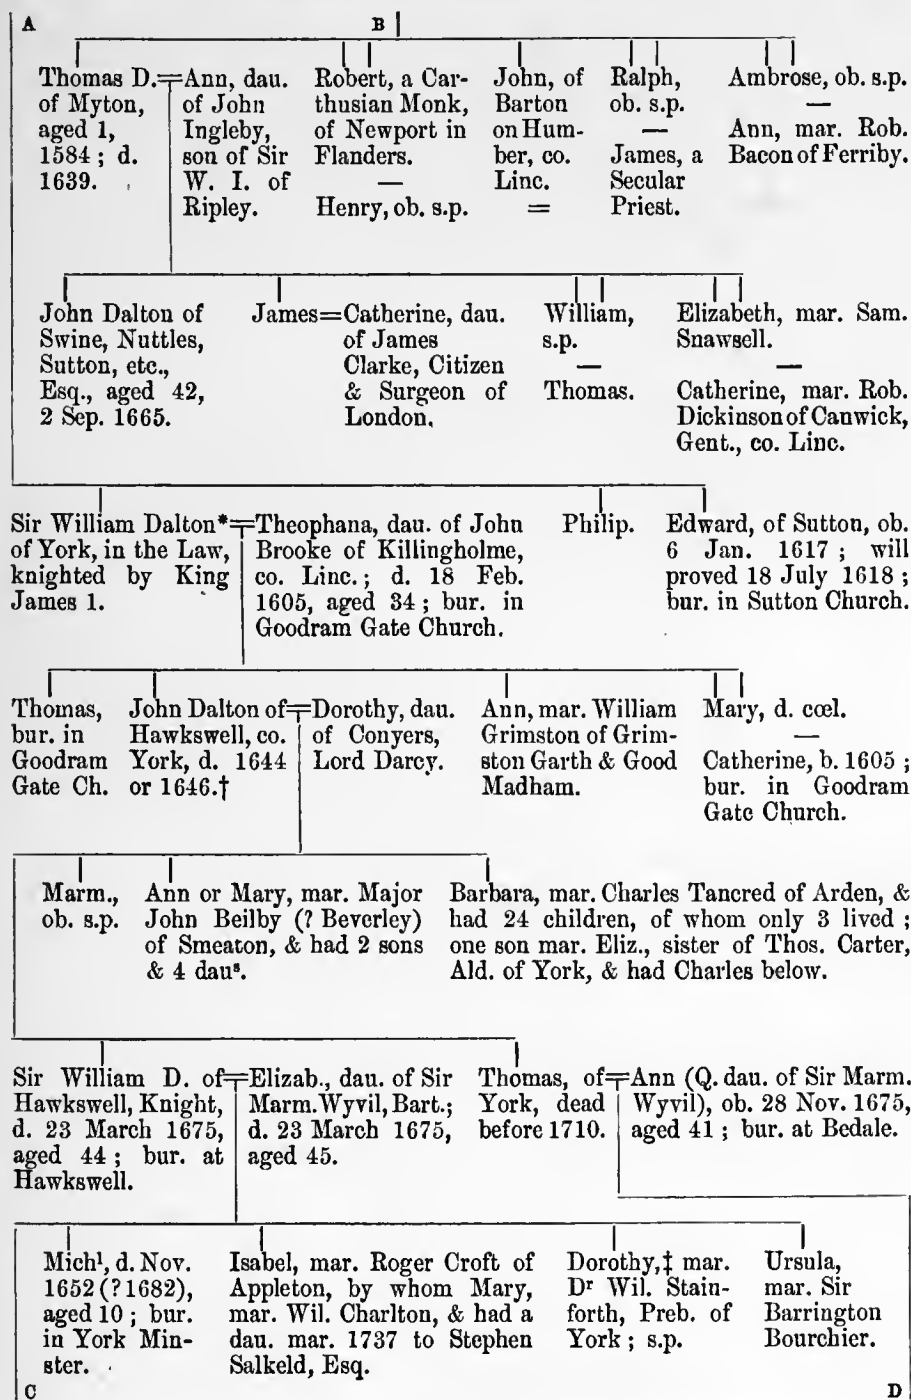 A B
Thomas D.=Ann, dau.
of Myton,
aged 1,
1584 ; d.
1639.
of John
Ingleby,
son of Sir
W. I. of
Ripley.
Robert, a Car-
thusian Monk,
of Newport in
Flanders.
—
Henry, ob. s.p.
John, of
Barton
on Hum-
ber, co.
Linc.
=
Ralph,
ob. s.p.
—
James, a
Secular
Priest.
Ambrose, ob. s.p.
—
Ann, mar. Rob.
Bacon of Ferriby.
John Dalton of
Swine, Nuttles,
Sutton, etc.,
Esq., aged 42,
2 Sep. 1665.
James=Catherine, dau.
of James
Clarke, Citizen
& Surgeon of
London.
William,
s.p.
—
Thomas.
Elizabeth, mar. Sam.
Snawsell.
—
Catherine, mar. Rob.
Dickinson of Canwick,
Gent., co. Linc.
Sir William Dalton*=Theophana, dau. of John
of York, in the Law,
knighted by King
James 1.
Brooke of Killingholme,
co. Linc. ; d. 18 Feb.
1605, aged 34 ; bur. in
Goodram Gate Church.
Philip.
Edward, of Sutton, ob.
6 Jan. 1617 ; will
proved 18 July 1618 ;
bur. in Sutton Church.
Thomas,
bur. in
Goodram
Gate Ch.
John Dalton of=Dorothy, dau.
Hawkswell, co.
York, d. 1644
or 1646.†
of Conyers,
Lord Darcy.
Ann, mar. William
Grimston of Grim-
ston Garth & Good
Madham.
Mary, d. cœl.
—
Catherine, b. 1605 ;
bur. in Goodram
Gate Church.
Marm.,
ob. s.p.
Ann or Mary, mar. Major
John Beilby (? Beverley)
of Smeaton, & had 2 sons
& 4 dauˢ.
Barbara, mar. Charles Tancred of Arden, &
had 24 children, of whom only 3 lived ;
one son mar. Eliz., sister of Thos. Carter,
Ald. of York, & had Charles below.
Sir William D. of=Elizab., dau. of Sir
Hawkswell, Knight,
d. 23 March 1675,
aged 44 ; bur. at
Hawkswell.
Marm. Wyvil, Bart.;
d. 23 March 1675,
aged 45.
Thomas, of=Ann (Q. dau. of Sir Marm.
York, dead
before 1710.
Wyvil), ob. 28 Nov. 1675,
aged 41 ; bur. at Bedale.
Michˡ, d. Nov.
1652 (? 1682),
aged 10 ; bur.
in York Min-
ster.
Isabel, mar. Roger Croft of
Appleton, by whom Mary,
mar. Wil. Charlton, & had a
dau. mar. 1737 to Stephen
Salkeld, Esq.
Dorothy,‡ mar.
Dʳ Wil. Stain-
forth, Preb. of
York ; s.p.
Ursula,
mar. Sir
Barrington
Bourchier.
C D